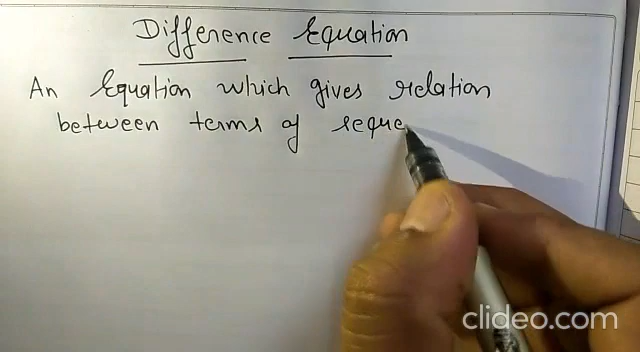 Difference Equation
An Equation which gives relation
between terms of seque
clideo.com